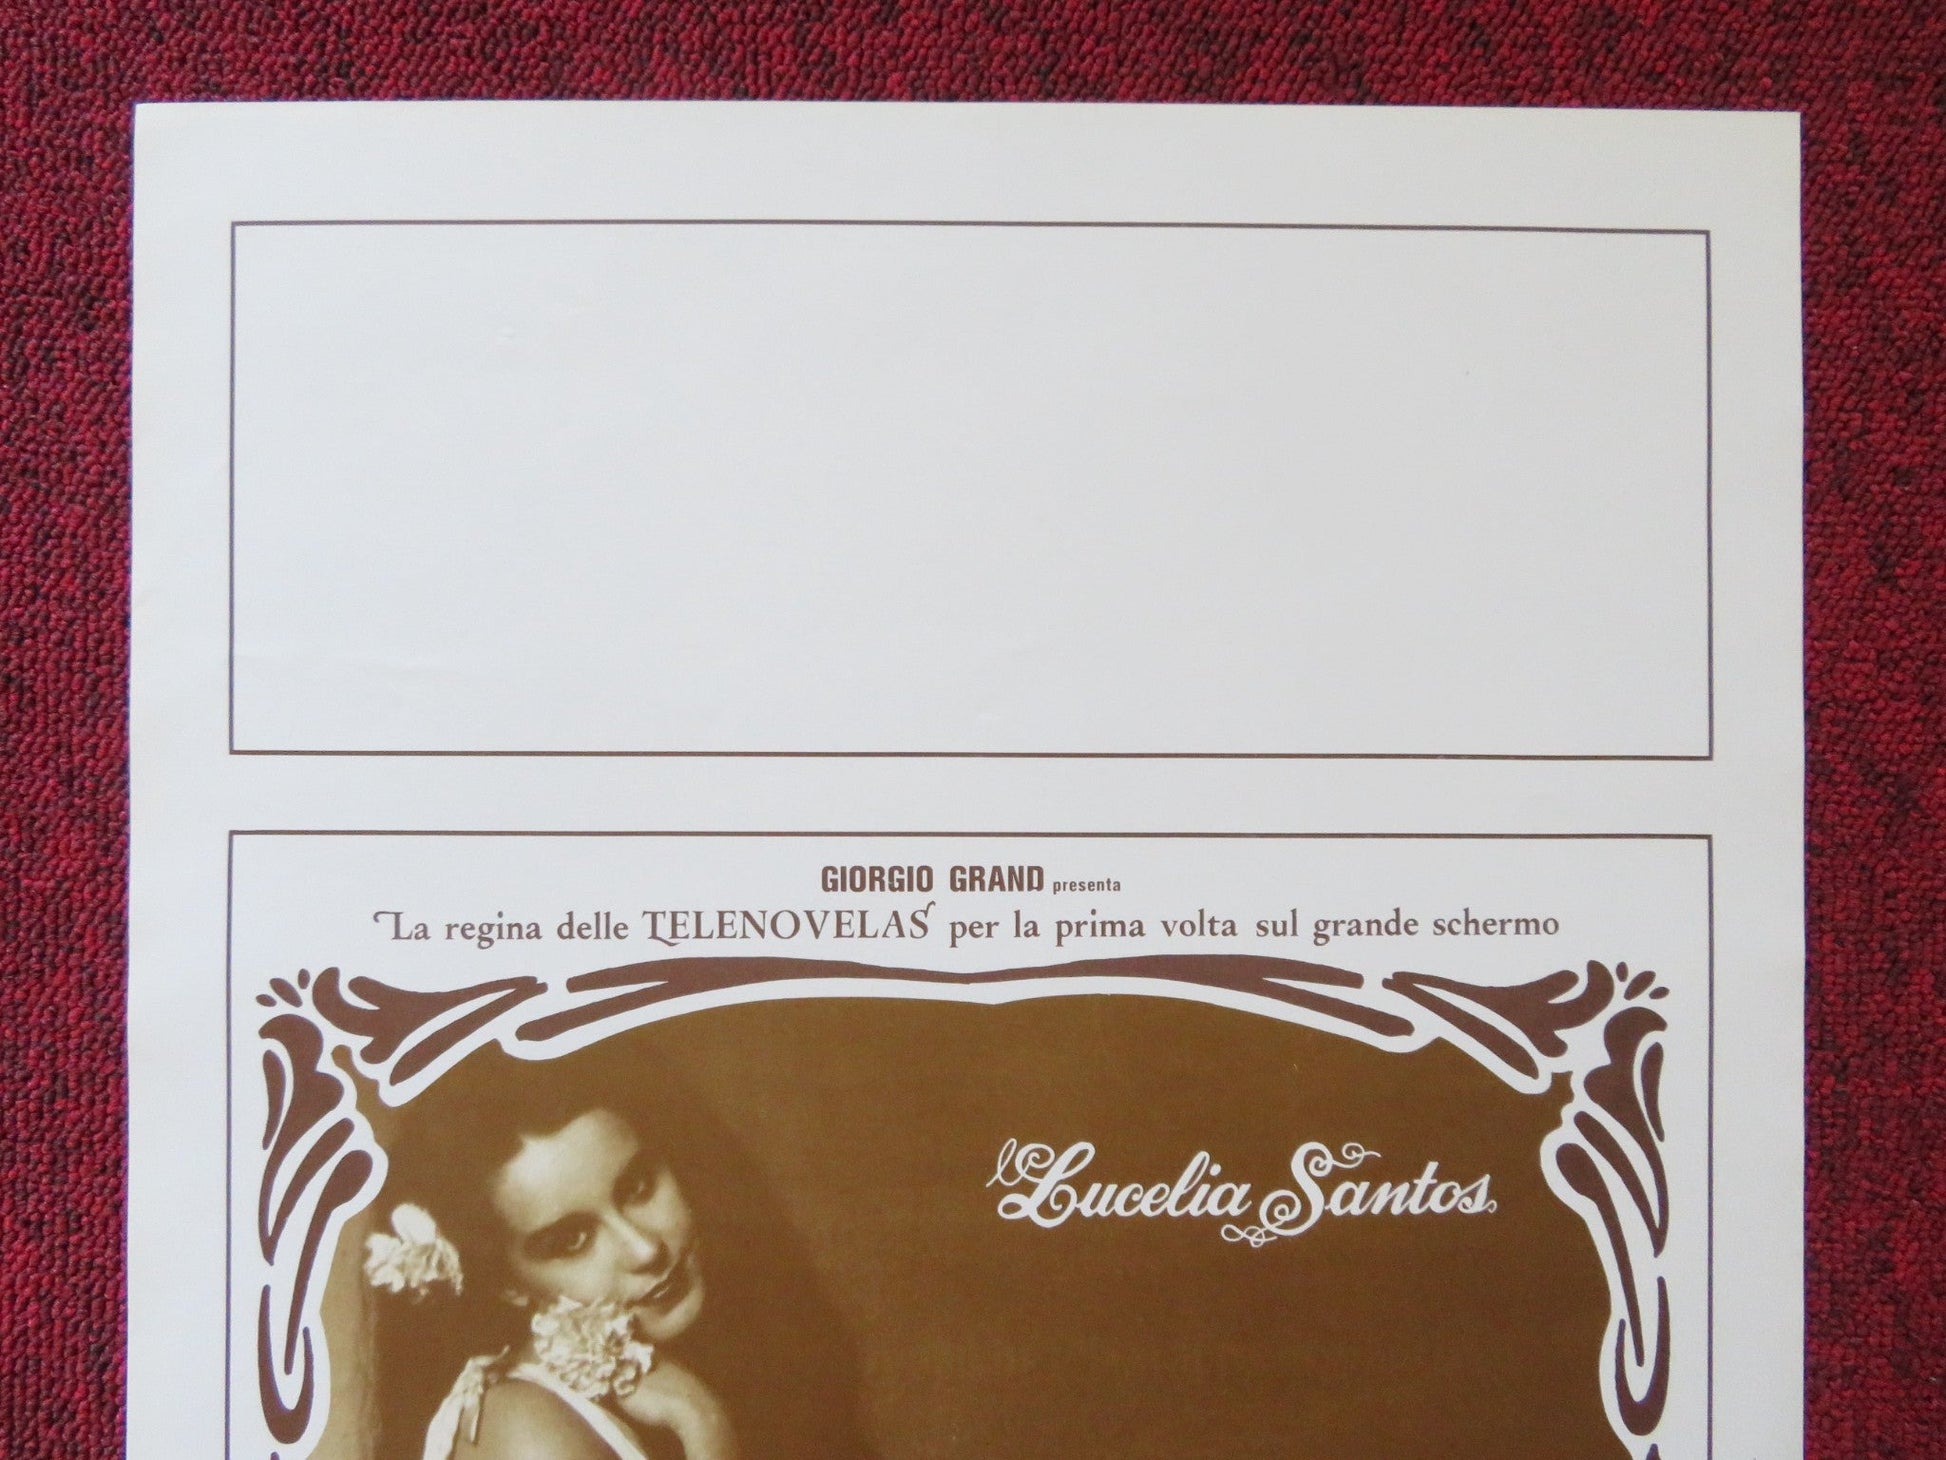 GIORGIO GRAND presenta
La regina delle TELENOVELAS per la prima volta sul grande schermo
Lucelia Santos